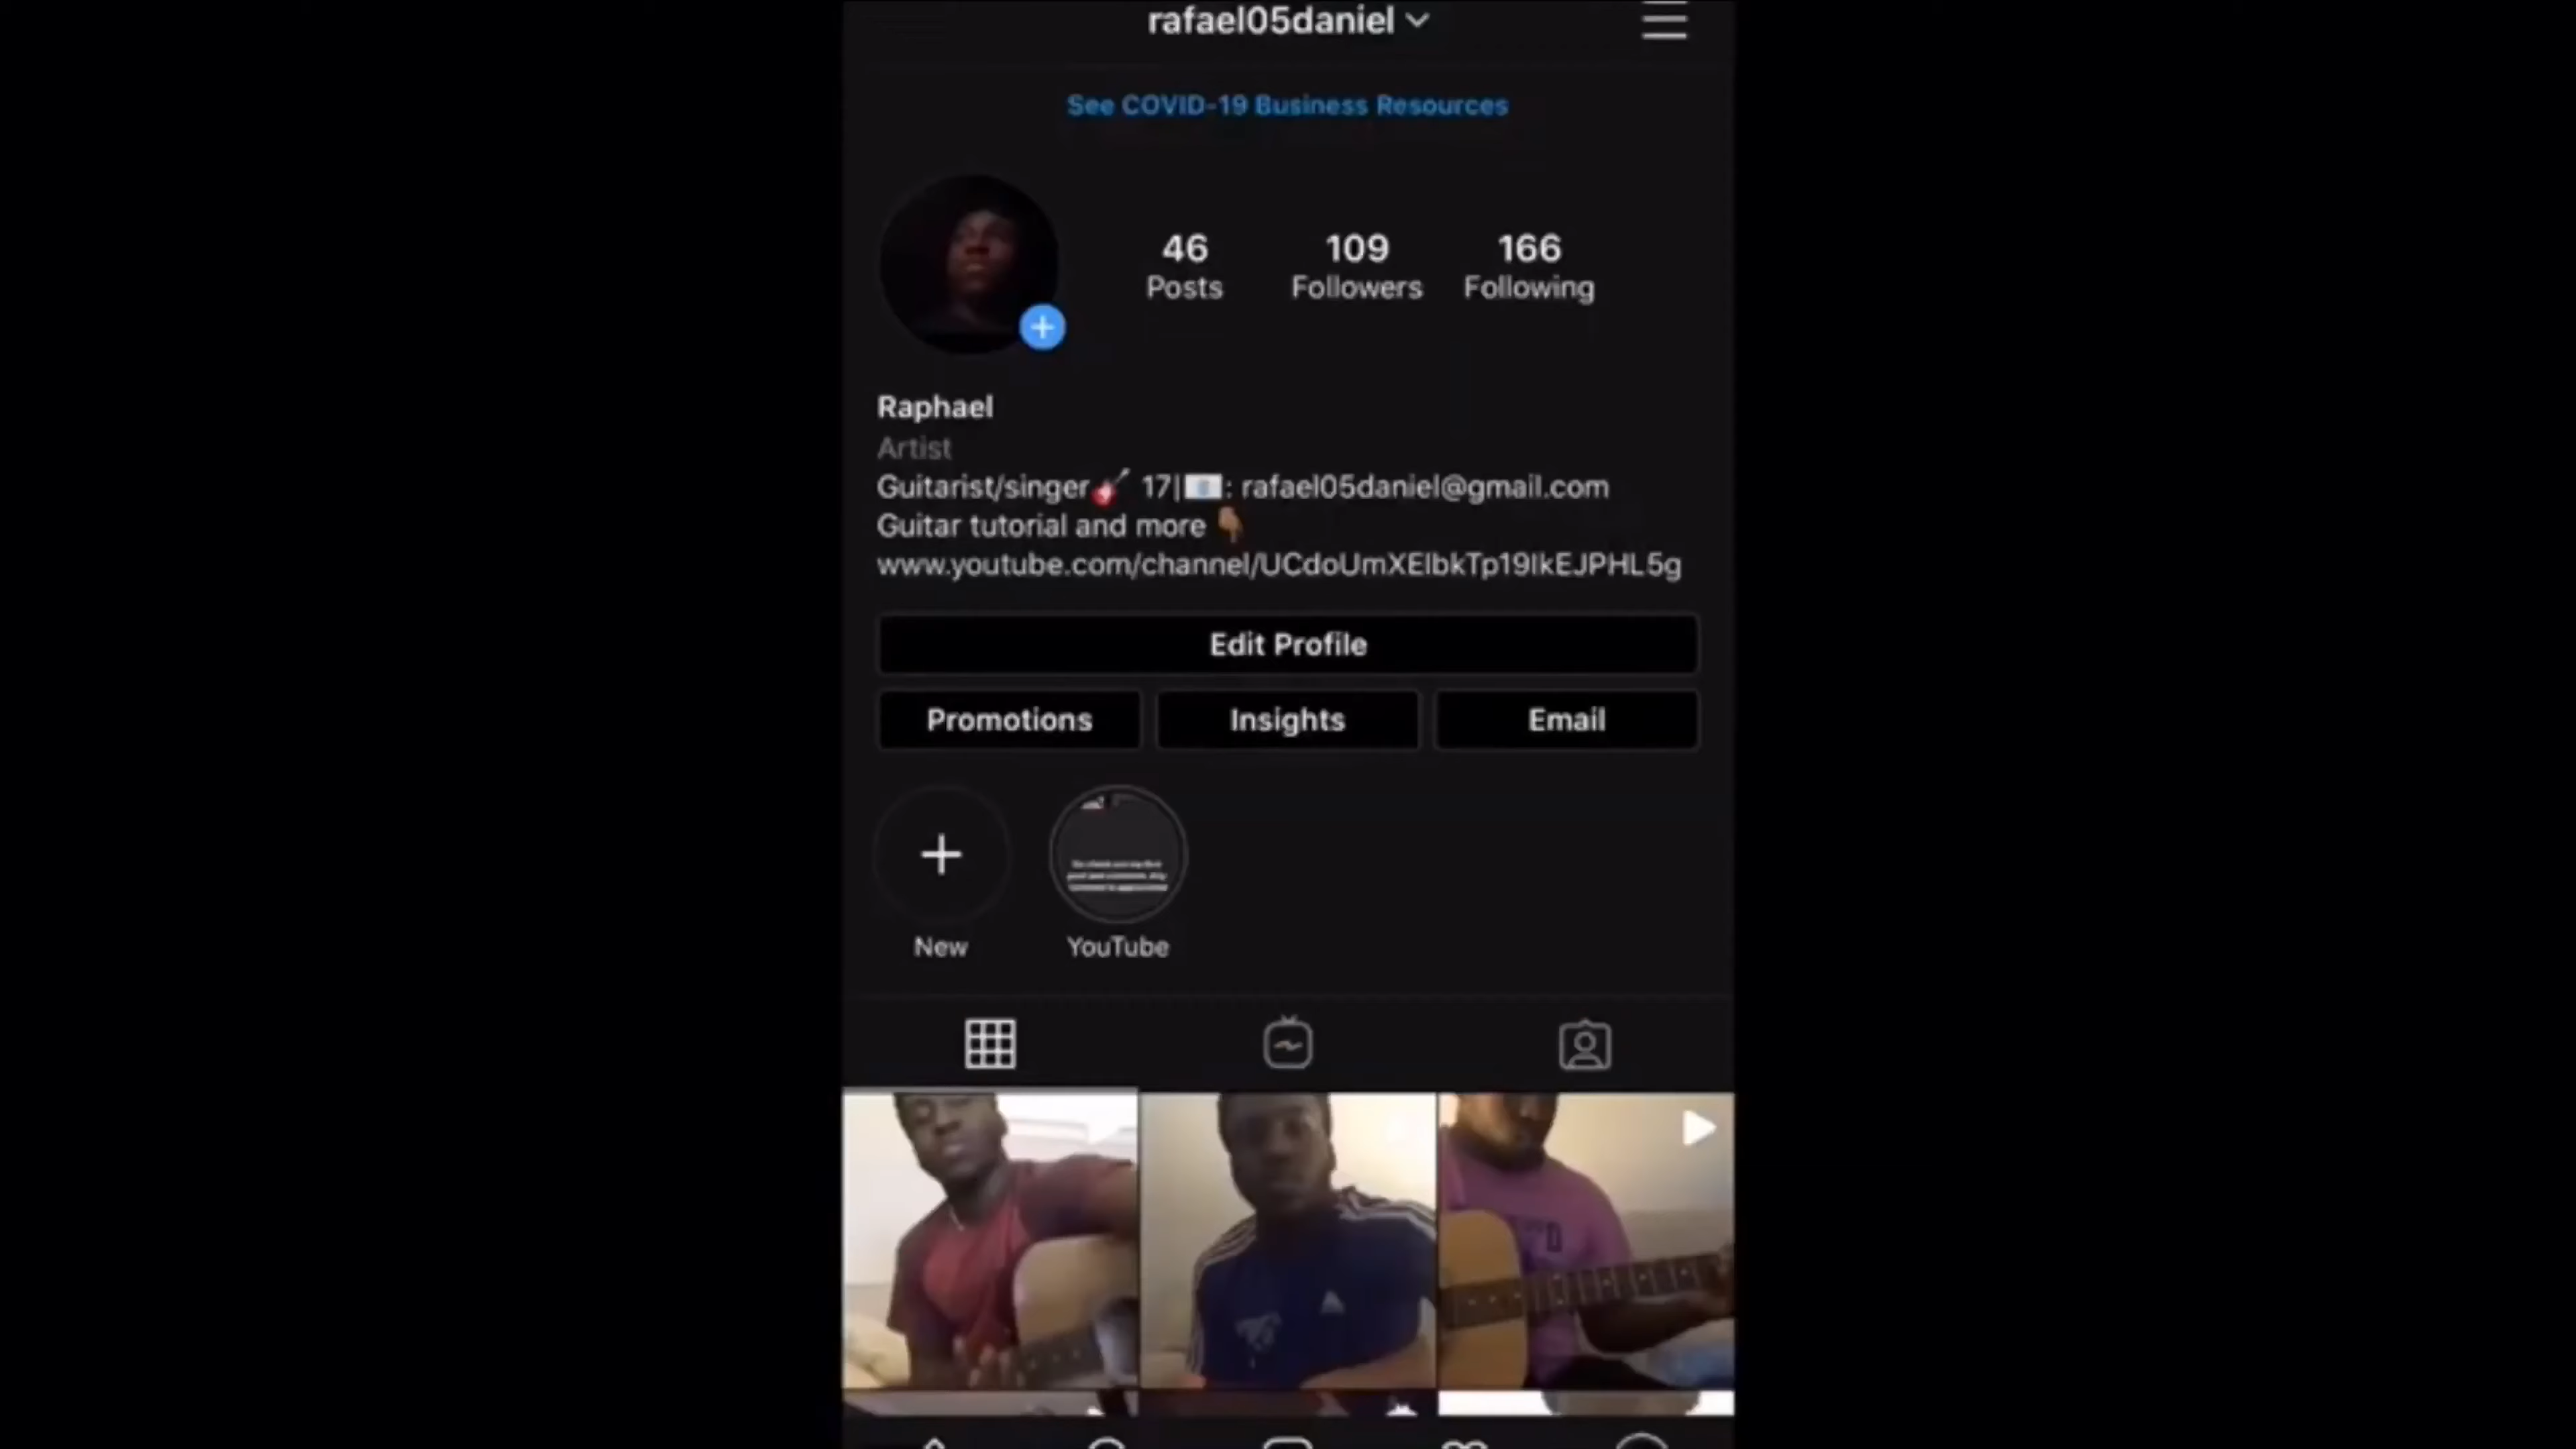 rafael05daniel
See COVID-19 Business Resources
46 109 166
Posts Followers Following
Raphael
Artist
Guitarist/singer🎸 17|📧: rafael05daniel@gmail.com
Guitar tutorial and more 👇🏾
www.youtube.com/channel/UCdoUmXElbkTp19IkEJPHL5g
Edit Profile
Promotions Insights Email
New YouTube